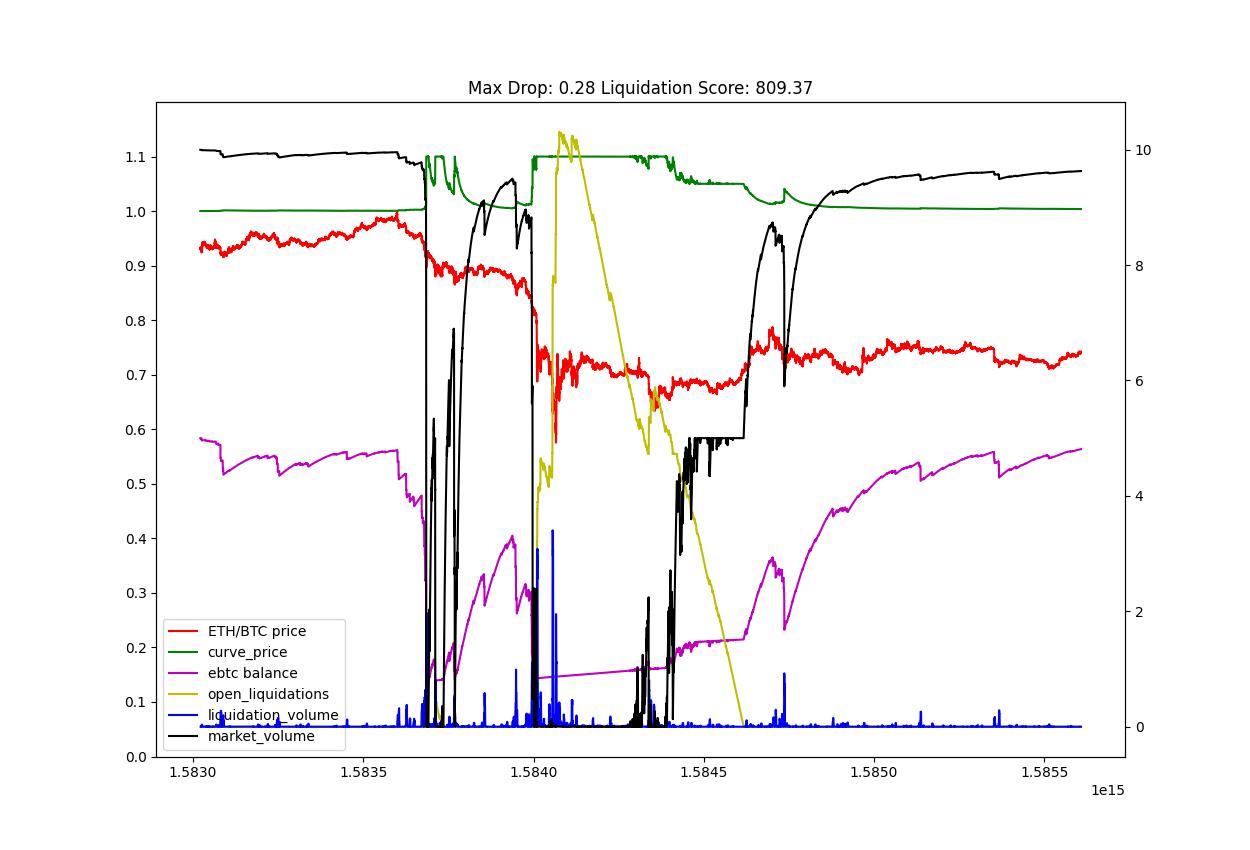 Max Drop: 0.28 Liquidation Score: 809.37
1.1
1.0
0.9
0.8
0.7
0.6
0.5
0.4
0.3
0.2
0.1
0.0
10
8
6
4
2
0
ETH/BTC price
curve_price
ebtc balance
open_liquidations
liquidation_volume
market_volume
1.5830 1.5835 1.5840 1.5845 1.5850 1.5855
1e15